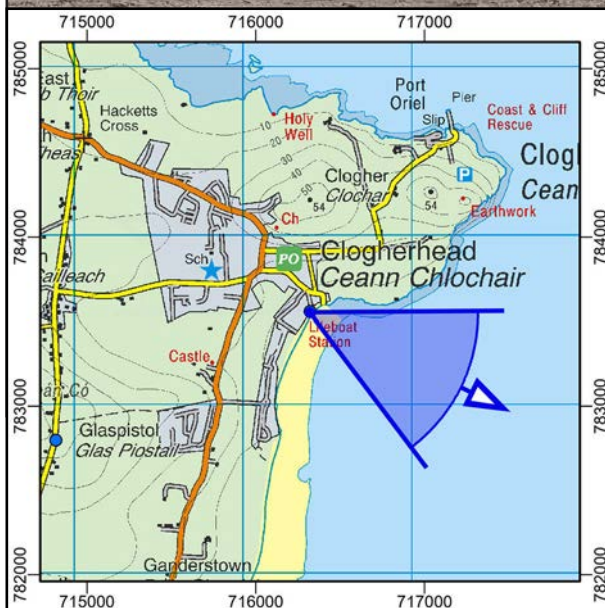 715000
716000
717000
785000
785000
East
b Thoir
Hacketts
Cross
Holy
Well
Port
Oriel
Pier
Slip
Coast & Cliff
Rescue
10
20
30
40
50
54
Clogher
Clochar
P
54
Earthwork
Ch
784000
784000
Sch
PO
Clogherhead
Ceann Chlochair
Lifeboat
Station
Castle
783000
783000
Glaspistol
Glas Piostail
Ganderstown
782000
782000
715000
716000
717000